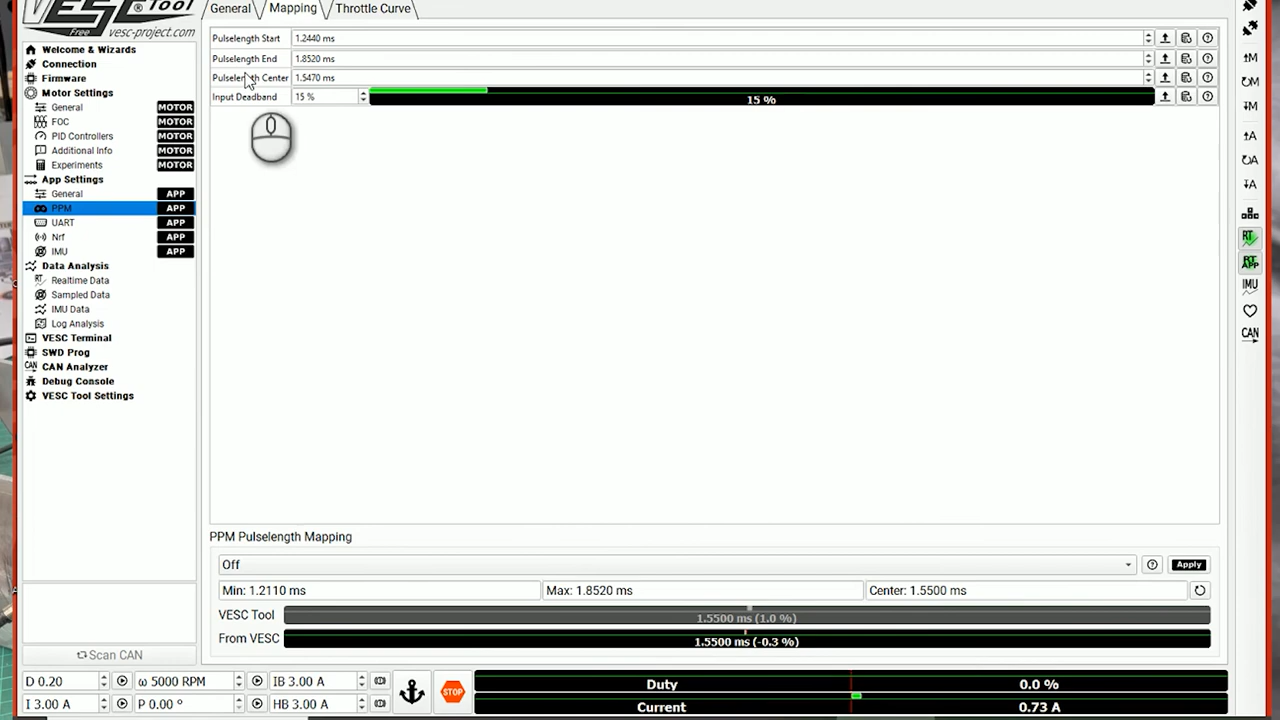 VESC® Tool
Free vesc-project.com
General
Mapping
Throttle Curve
Pulselength Start 1.2440 ms
Pulselength End 1.8520 ms
Pulselength Center 1.5470 ms
Input Deadband 15 % 15 %
Welcome & Wizards
Connection
Firmware
Motor Settings
General MOTOR
FOC MOTOR
PID Controllers MOTOR
Additional Info MOTOR
Experiments MOTOR
App Settings
General APP
PPM APP
UART APP
Nrf APP
IMU APP
Data Analysis
RT Realtime Data
Sampled Data
IMU Data
Log Analysis
VESC Terminal
SWD Prog
CAN CAN Analyzer
Debug Console
VESC Tool Settings
Scan CAN
PPM Pulselength Mapping
Off Apply
Min: 1.2110 ms Max: 1.8520 ms Center: 1.5500 ms
VESC Tool 1.5500 ms (1.0 %)
From VESC 1.5500 ms (-0.3 %)
D 0.20 ω 5000 RPM IB 3.00 A
I 3.00 A P 0.00 ° HB 3.00 A
STOP
Duty 0.0 %
Current 0.73 A
↑M
↻M
↓M
↑A
↻A
↓A
RT
RT
APP
IMU
CAN